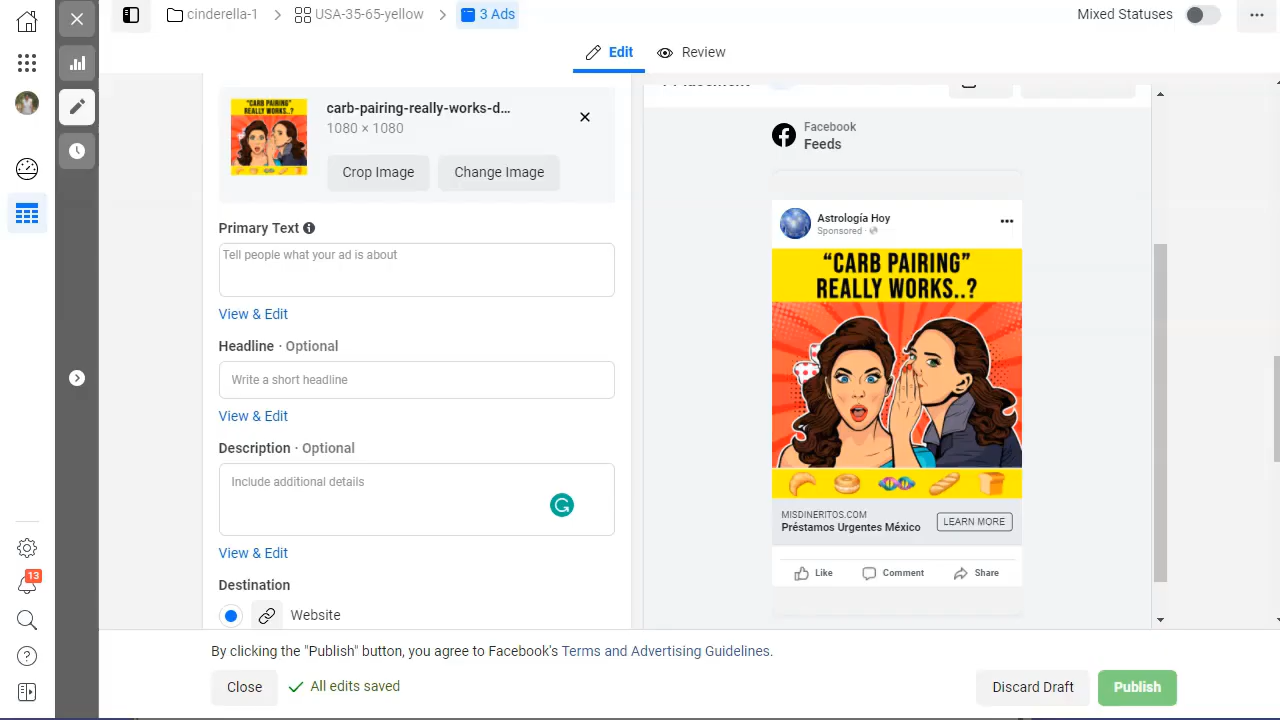 cinderella-1
USA-35-65-yellow
3 Ads
Mixed Statuses
Edit
Review
"CARB PAIRING"
REALLY WORKS..?
carb-pairing-really-works-d...
1080 × 1080
Crop Image
Change Image
Primary Text
Tell people what your ad is about
View & Edit
Headline · Optional
Write a short headline
View & Edit
Description · Optional
Include additional details
View & Edit
Destination
Website
Facebook
Feeds
Astrología Hoy
Sponsored ·
"CARB PAIRING"
REALLY WORKS..?
MISDINERITOS.COM
Préstamos Urgentes México
LEARN MORE
Like
Comment
Share
13
By clicking the "Publish" button, you agree to Facebook's Terms and Advertising Guidelines.
Close
All edits saved
Discard Draft
Publish